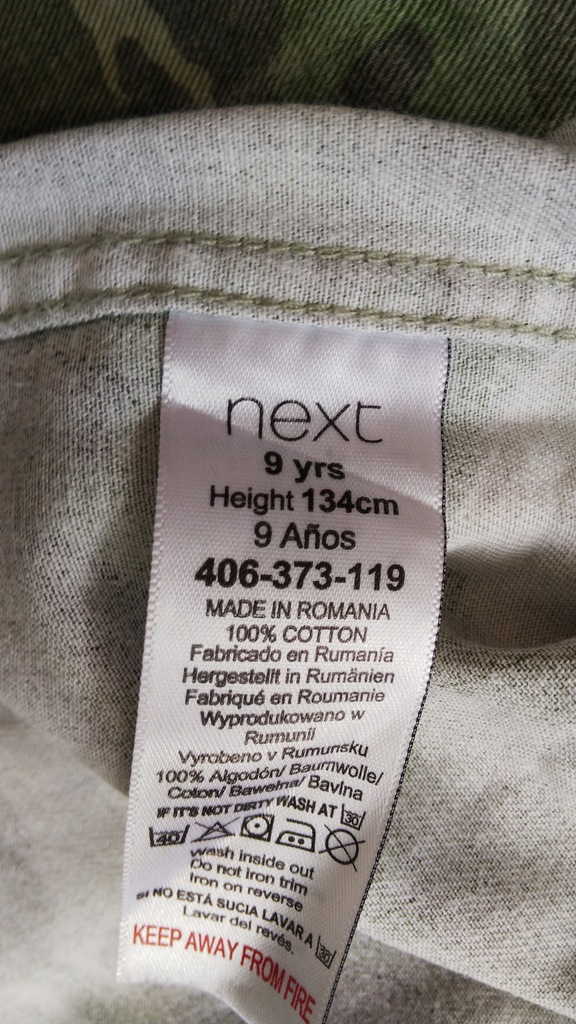 next
9 yrs
Height 134cm
9 Años
406-373-119
MADE IN ROMANIA
100% COTTON
Fabricado en Rumanía
Hergestellt in Rumänien
Fabriqué en Roumanie
Wyprodukowano w
Rumunii
Vyrobeno v Rumunsku
100% Algodón/ Baumwolle/
Coton/ Bawełna/ Bavlna
IF IT'S NOT DIRTY WASH AT 30
40
wash inside out
Do not iron trim
Iron on reverse
SI NO ESTÁ SUCIA LAVAR A 30
Lavar del revés.
KEEP AWAY FROM FIRE